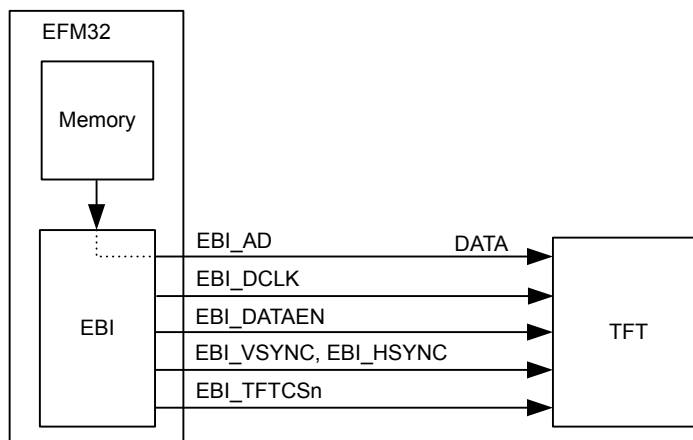 EFM32
Memory
EBI_AD DATA
EBI_DCLK
EBI_DATAEN
EBI
TFT
EBI_VSYNC, EBI_HSYNC
EBI_TFTCSn